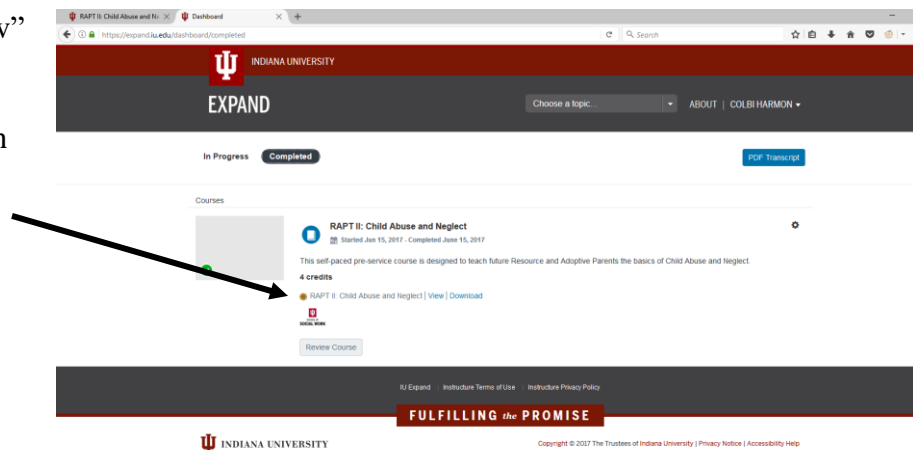 v”
n
RAPT II: Child Abuse and Ne
Dashboard
https://expand.iu.edu/dashboard/completed
Search
INDIANA UNIVERSITY
EXPAND
Choose a topic...
ABOUT | COLBI HARMON
In Progress Completed
PDF Transcript
Courses
RAPT II: Child Abuse and Neglect
Started Jun 15, 2017 - Completed June 15, 2017
This self-paced pre-service course is designed to teach future Resource and Adoptive Parents the basics of Child Abuse and Neglect.
4 credits
RAPT II: Child Abuse and Neglect | View | Download
SOCIAL WORK
Review Course
IU Expand | Instructure Terms of Use | Instructure Privacy Policy
FULFILLING the PROMISE
INDIANA UNIVERSITY
Copyright © 2017 The Trustees of Indiana University | Privacy Notice | Accessibility Help